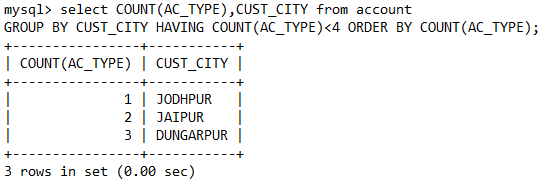 mysql> select COUNT(AC_TYPE),CUST_CITY from account
GROUP BY CUST_CITY HAVING COUNT(AC_TYPE)<4 ORDER BY COUNT(AC_TYPE);
+----------------+-----------+
| COUNT(AC_TYPE) | CUST_CITY |
+----------------+-----------+
|              1 | JODHPUR   |
|              2 | JAIPUR    |
|              3 | DUNGARPUR |
+----------------+-----------+
3 rows in set (0.00 sec)